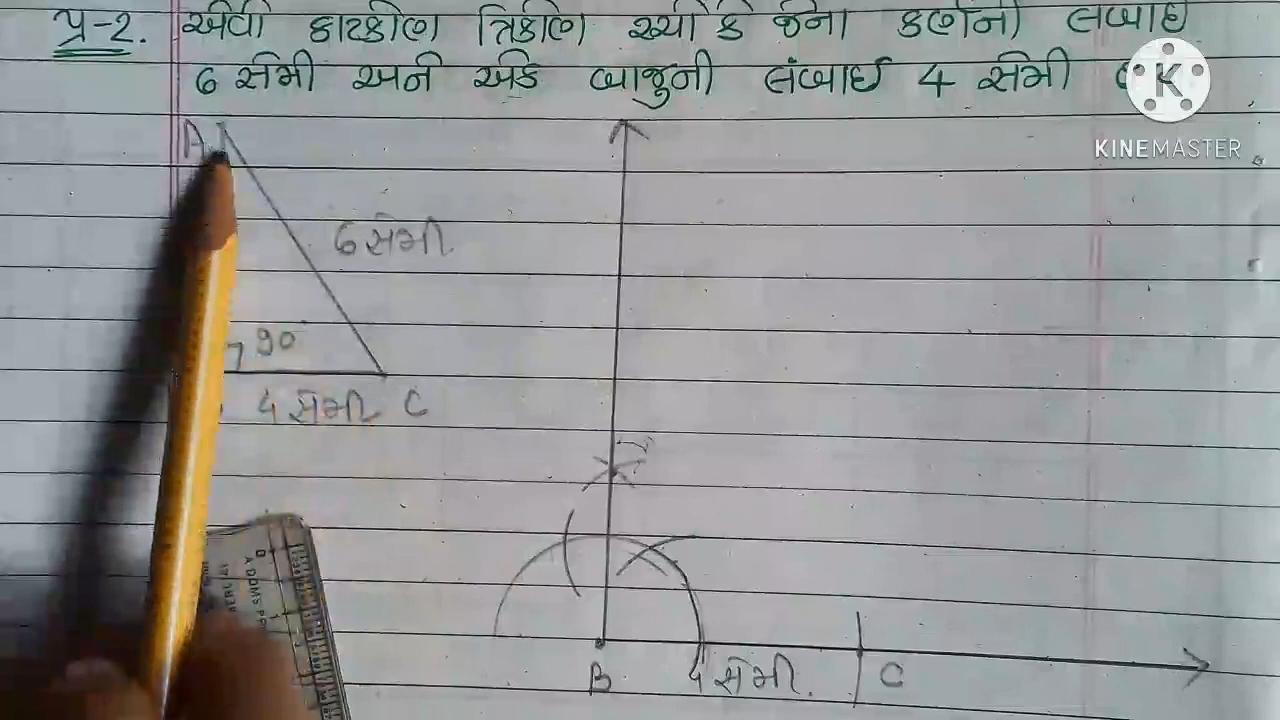 પ્ર-2. એવો કાટકોણ ત્રિકોણ રચો કે જેના કર્ણની લંબાઈ
6 સેમી અને એક બાજુની લંબાઈ 4 સેમી
KINEMASTER
A
6 સેમી
90
4 સેમી C
B 4 સેમી. C